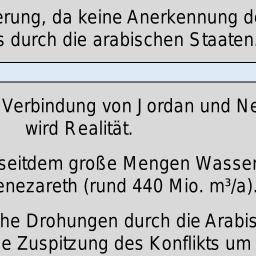 erung, da keine Anerkennung d
s durch die arabischen Staaten.
Verbindung von Jordan und Ne
wird Realität.
seitdem große Mengen Wasser
enezareth (rund 440 Mio. m³/a).
he Drohungen durch die Arabis
e Zuspitzung des Konflikts um